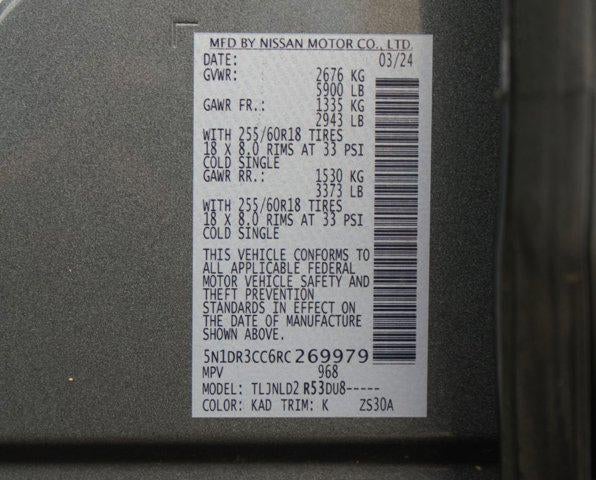 MFD BY NISSAN MOTOR CO., LTD.
DATE: 03/24
GVWR: 2676 KG
5900 LB
GAWR FR.: 1335 KG
2943 LB
WITH 255/60R18 TIRES
18 X 8.0 RIMS AT 33 PSI
COLD SINGLE
GAWR RR.: 1530 KG
3373 LB
WITH 255/60R18 TIRES
18 X 8.0 RIMS AT 33 PSI
COLD SINGLE
THIS VEHICLE CONFORMS TO
ALL APPLICABLE FEDERAL
MOTOR VEHICLE SAFETY AND
THEFT PREVENTION
STANDARDS IN EFFECT ON
THE DATE OF MANUFACTURE
SHOWN ABOVE.
5N1DR3CC6RC269979
MPV 968
MODEL: TLJNLD2 R53DU8-----
COLOR: KAD TRIM: K ZS30A